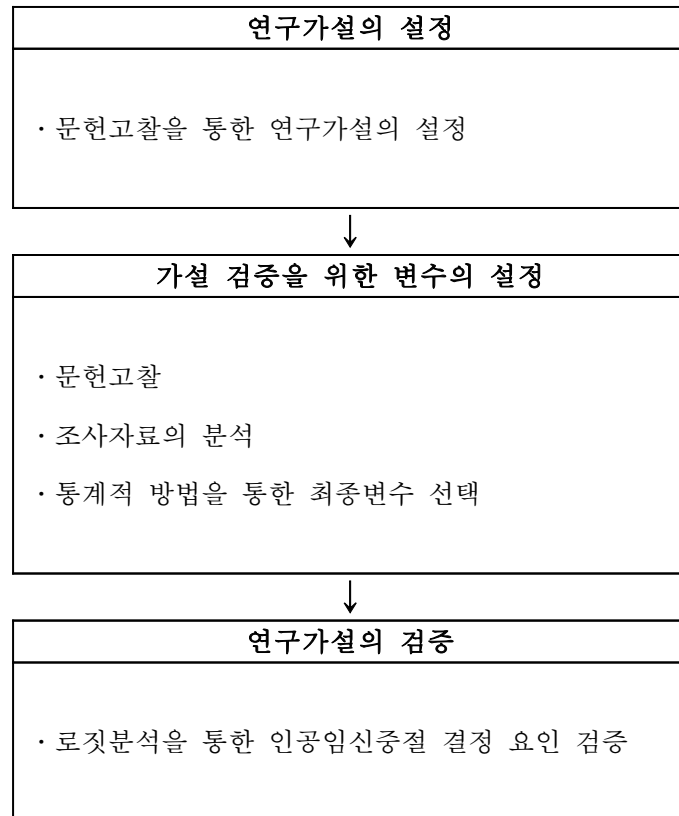 연구가설의 설정
· 문헌고찰을 통한 연구가설의 설정
↓
가설 검증을 위한 변수의 설정
· 문헌고찰
· 조사자료의 분석
· 통계적 방법을 통한 최종변수 선택
↓
연구가설의 검증
· 로짓분석을 통한 인공임신중절 결정 요인 검증